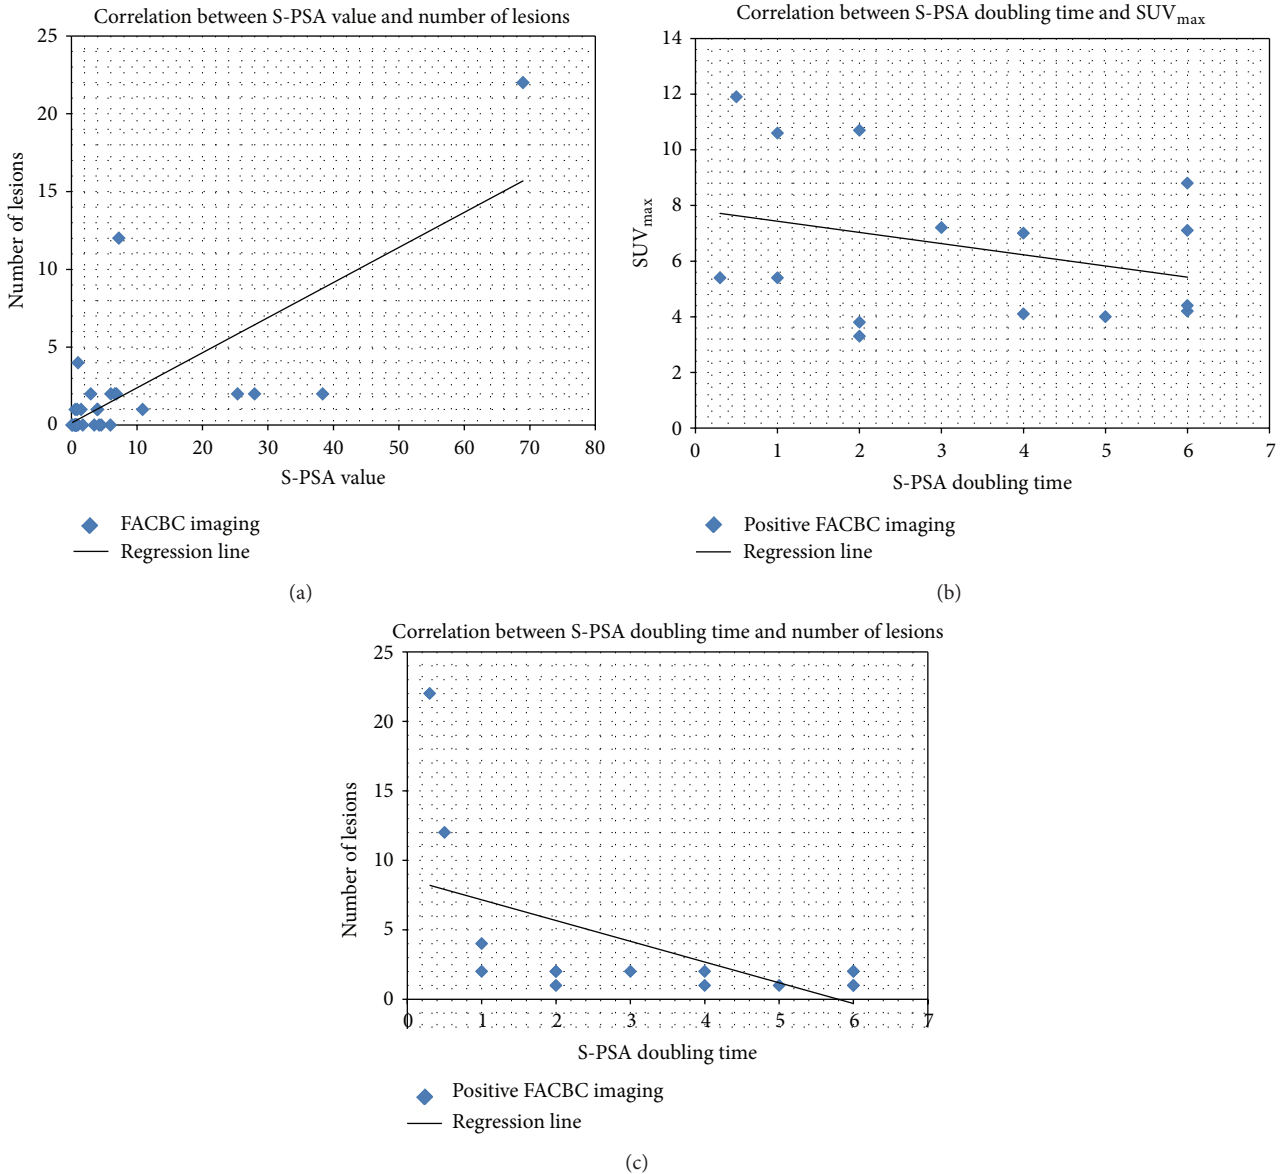 Correlation between S-PSA value and number of lesions
25
20
15
10
5
0
0 10 20 30 40 50 60 70 80
Number of lesions
S-PSA value
FACBC imaging
Regression line
(a)
Correlation between S-PSA doubling time and SUVmax
14
12
10
8
6
4
2
0
0 1 2 3 4 5 6 7
SUVmax
S-PSA doubling time
Positive FACBC imaging
Regression line
(b)
Correlation between S-PSA doubling time and number of lesions
25
20
15
10
5
0
0 1 2 3 4 5 6 7
Number of lesions
S-PSA doubling time
Positive FACBC imaging
Regression line
(c)